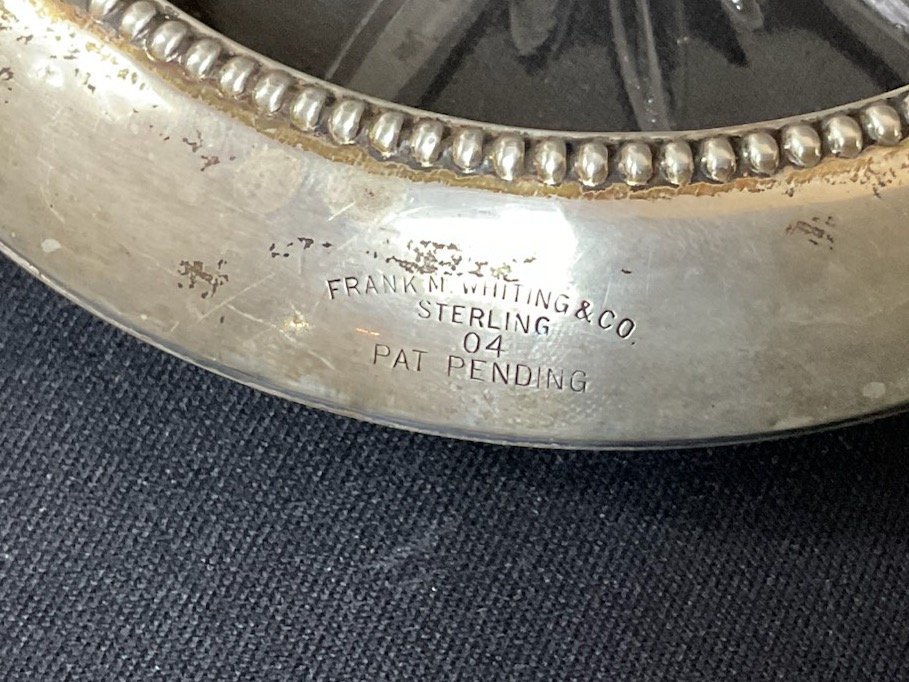 FRANK M. WHITING & CO.
STERLING
04
PAT PENDING